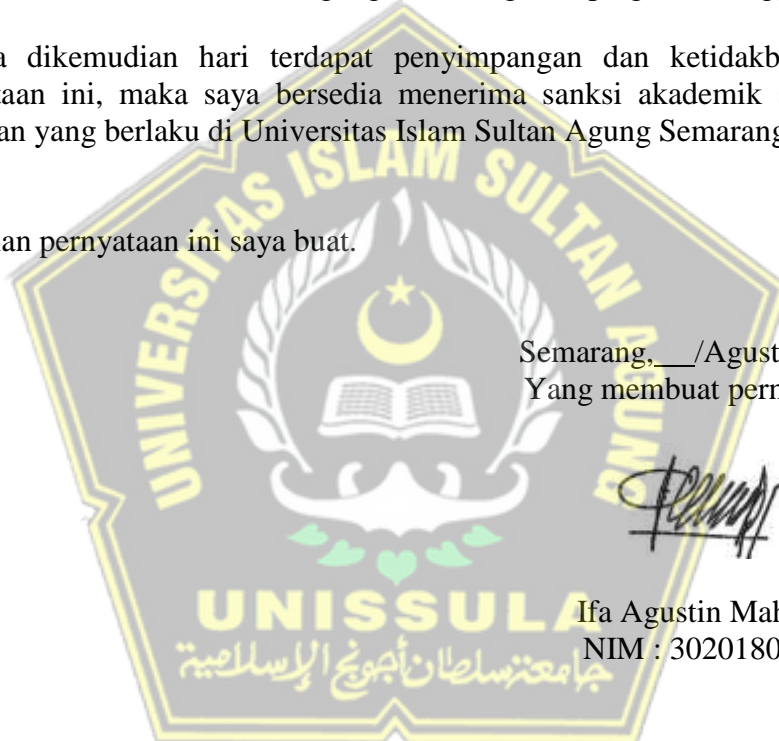 a dikemudian hari terdapat penyimpangan dan ketidakb
taan ini, maka saya bersedia menerima sanksi akademik
an yang berlaku di Universitas Islam Sultan Agung Semarang
an pernyataan ini saya buat.
Semarang,__/Agust
Yang membuat pern
Ifa Agustin Mah
NIM : 3020180
UNIVERSITAS ISLAM SULTAN AGUNG
UNISSULA
جامعة سلطان أجونج الإسلامية